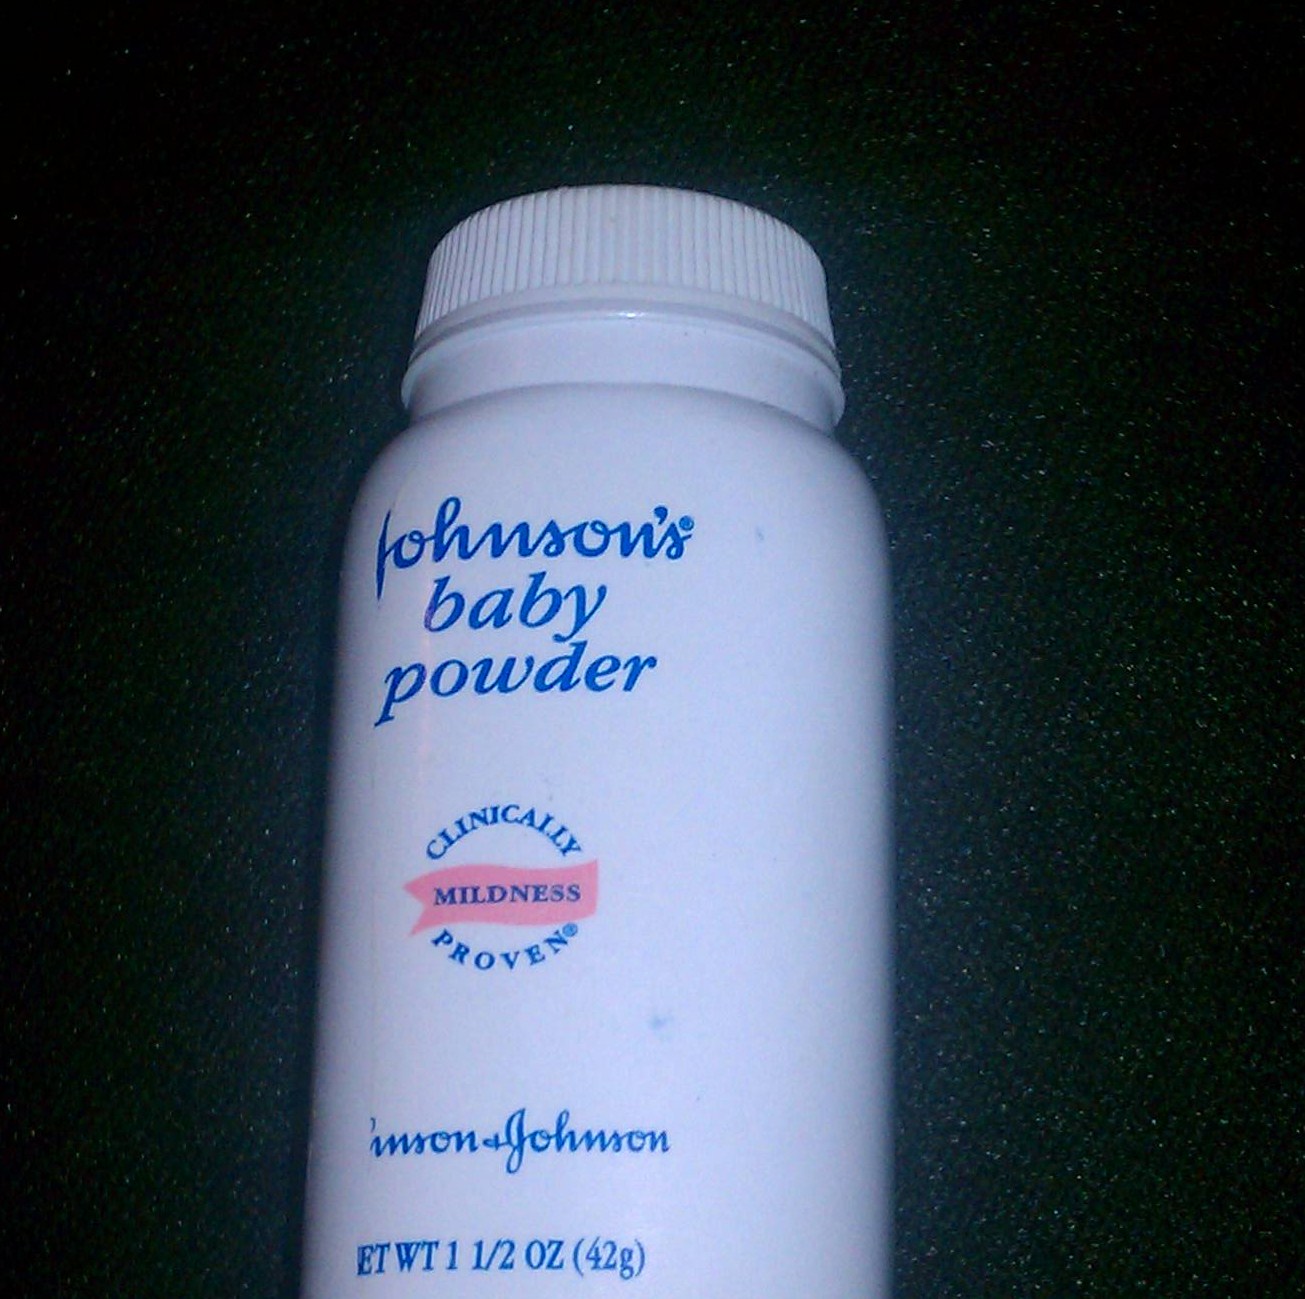 Johnson's®
baby
powder
CLINICALLY
MILDNESS
PROVEN®
nson & Johnson
ET WT 1 1/2 OZ (42g)